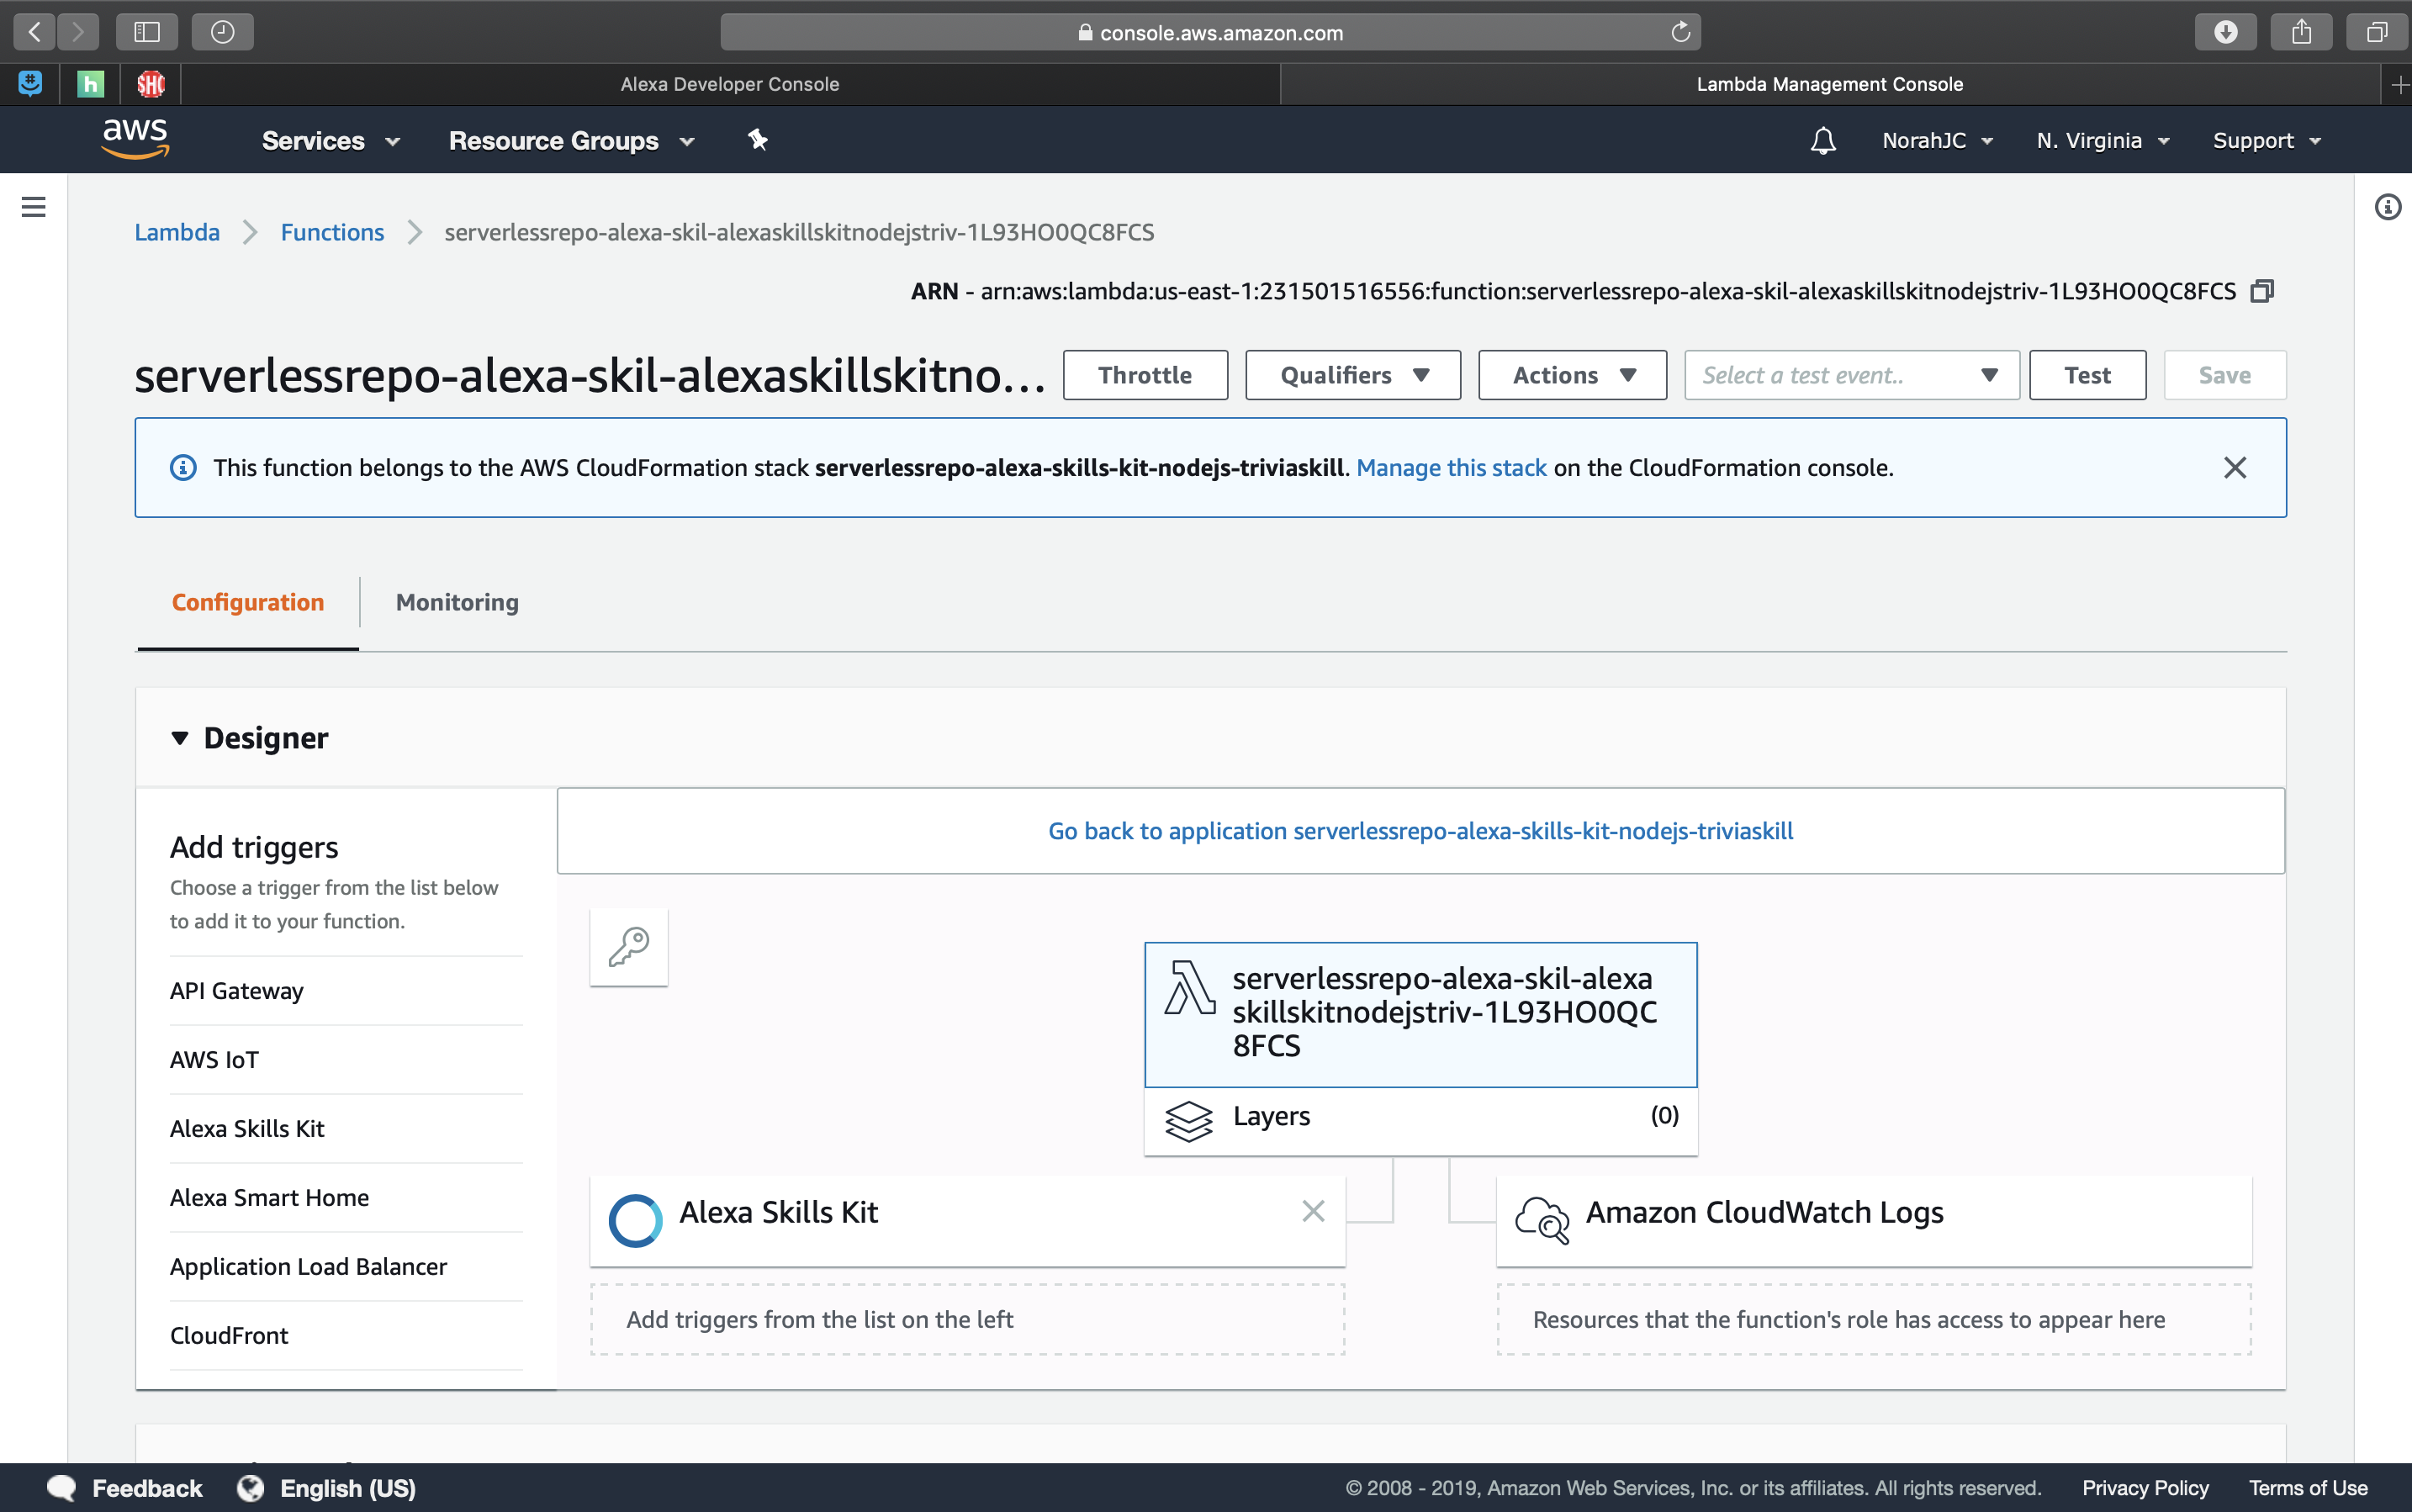 console.aws.amazon.com
Alexa Developer Console
Lambda Management Console
aws
Services
Resource Groups
NorahJC
N. Virginia
Support
Lambda
Functions
serverlessrepo-alexa-skil-alexaskillskitnodejstriv-1L93HO0QC8FCS
ARN - arn:aws:lambda:us-east-1:231501516556:function:serverlessrepo-alexa-skil-alexaskillskitnodejstriv-1L93HO0QC8FCS
serverlessrepo-alexa-skil-alexaskillskitno...
Throttle
Qualifiers
Actions
Select a test event..
Test
Save
This function belongs to the AWS CloudFormation stack serverlessrepo-alexa-skills-kit-nodejs-triviaskill. Manage this stack on the CloudFormation console.
Configuration
Monitoring
Designer
Add triggers
Choose a trigger from the list below
to add it to your function.
API Gateway
AWS IoT
Alexa Skills Kit
Alexa Smart Home
Application Load Balancer
CloudFront
Go back to application serverlessrepo-alexa-skills-kit-nodejs-triviaskill
serverlessrepo-alexa-skil-alexa
skillskitnodejstriv-1L93HO0QC
8FCS
Layers
(0)
Alexa Skills Kit
Amazon CloudWatch Logs
Add triggers from the list on the left
Resources that the function's role has access to appear here
Feedback
English (US)
© 2008 - 2019, Amazon Web Services, Inc. or its affiliates. All rights reserved.
Privacy Policy
Terms of Use